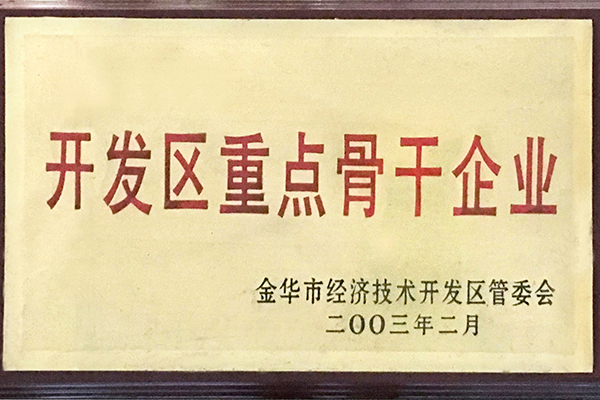 开发区重点骨干企业
金华市经济技术开发区管委会
二OO三年二月